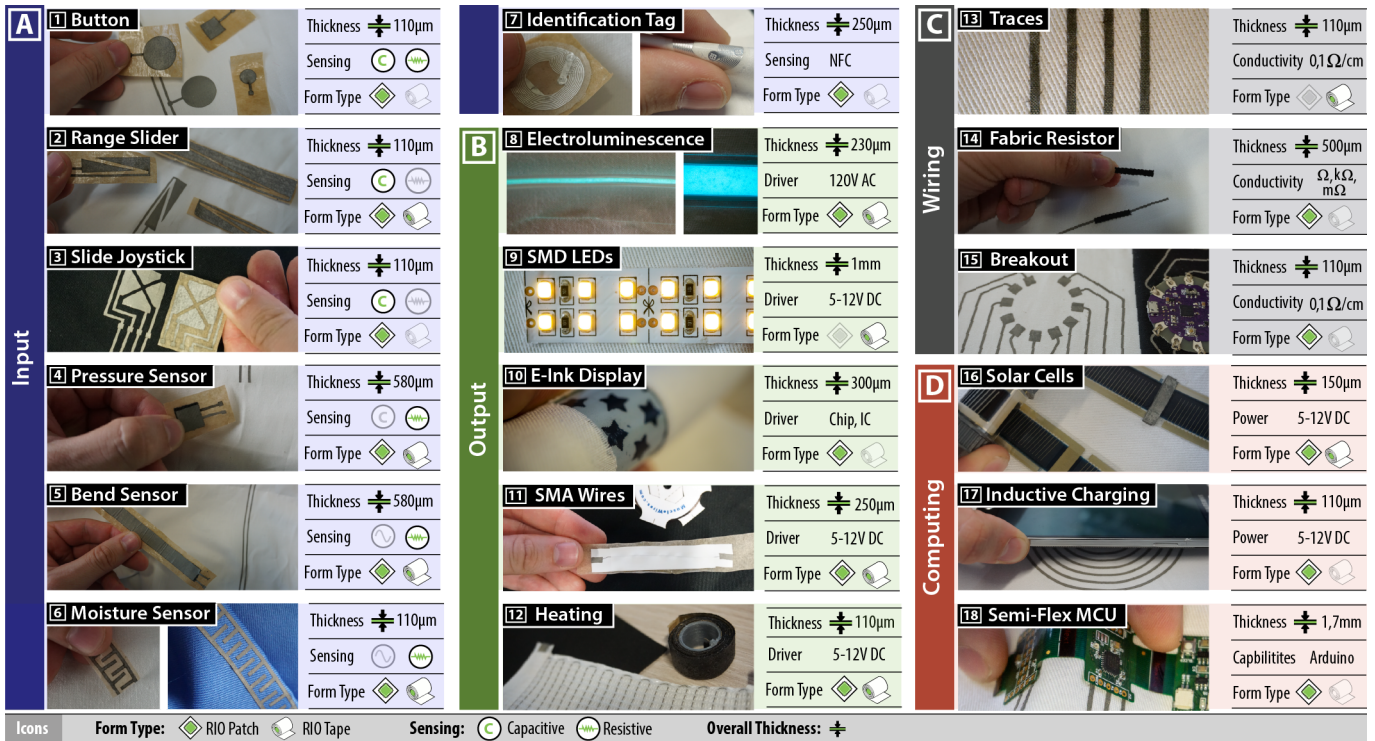 A
Input
1 Button
Thickness 110µm
Sensing C
Form Type
2 Range Slider
Thickness 110µm
Sensing C
Form Type
3 Slide Joystick
Thickness 110µm
Sensing C
Form Type
4 Pressure Sensor
Thickness 580µm
Sensing C
Form Type
5 Bend Sensor
Thickness 580µm
Sensing
Form Type
6 Moisture Sensor
Thickness 110µm
Sensing
Form Type
7 Identification Tag
Thickness 250µm
Sensing NFC
Form Type
B
Output
8 Electroluminescence
Thickness 230µm
Driver 120V AC
Form Type
9 SMD LEDs
Thickness 1mm
Driver 5-12V DC
Form Type
10 E-Ink Display
Thickness 300µm
Driver Chip, IC
Form Type
11 SMA Wires
Thickness 250µm
Driver 5-12V DC
Form Type
12 Heating
Thickness 110µm
Driver 5-12V DC
Form Type
C
Wiring
13 Traces
Thickness 110µm
Conductivity 0,1Ω/cm
Form Type
14 Fabric Resistor
Thickness 500µm
Conductivity Ω,kΩ,
mΩ
Form Type
15 Breakout
Thickness 110µm
Conductivity 0,1Ω/cm
Form Type
D
Computing
16 Solar Cells
Thickness 150µm
Power 5-12V DC
Form Type
17 Inductive Charging
Thickness 110µm
Power 5-12V DC
Form Type
18 Semi-Flex MCU
Thickness 1,7mm
Capbilitites Arduino
Form Type
Icons Form Type: RIO Patch RIO Tape Sensing: C Capacitive Resistive Overall Thickness: